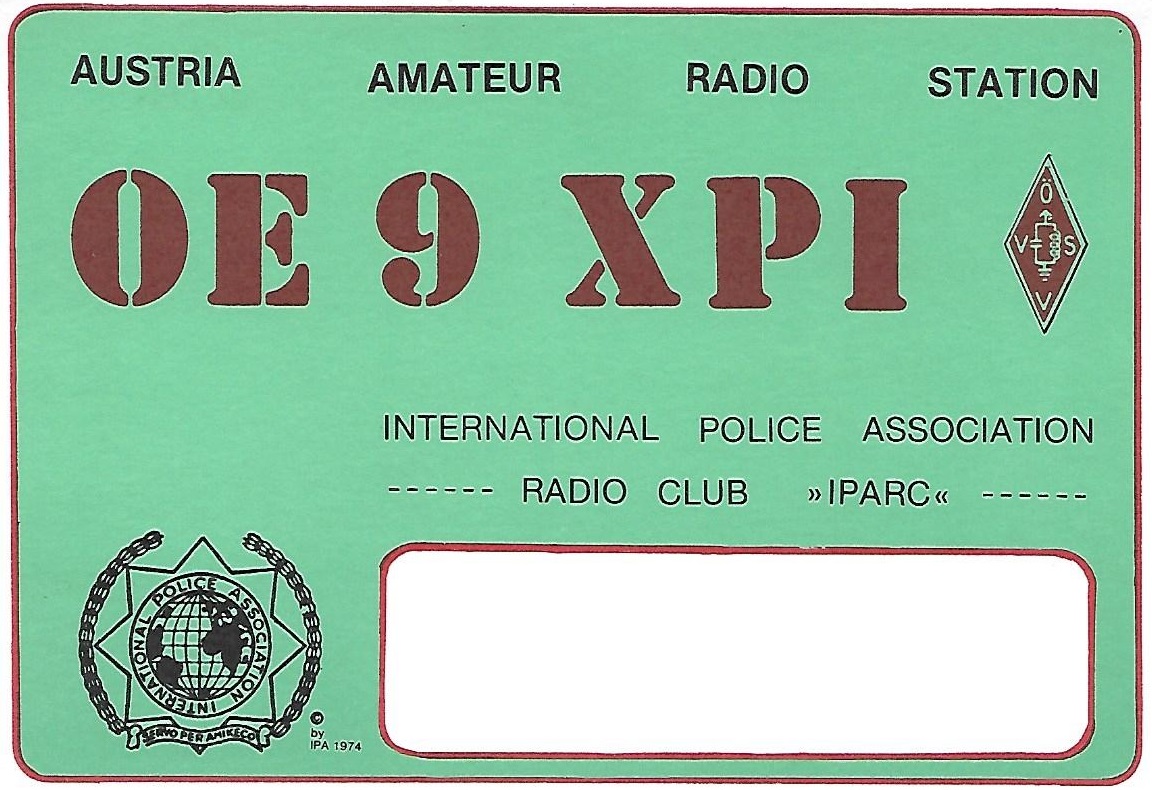 AUSTRIA AMATEUR RADIO STATION
OE 9 XPI
Ö
V S
V
INTERNATIONAL POLICE ASSOCIATION
------ RADIO CLUB »IPARC« ------
INTERNATIONAL POLICE ASSOCIATION
SERVO PER AMIKECO
©
by
IPA 1974